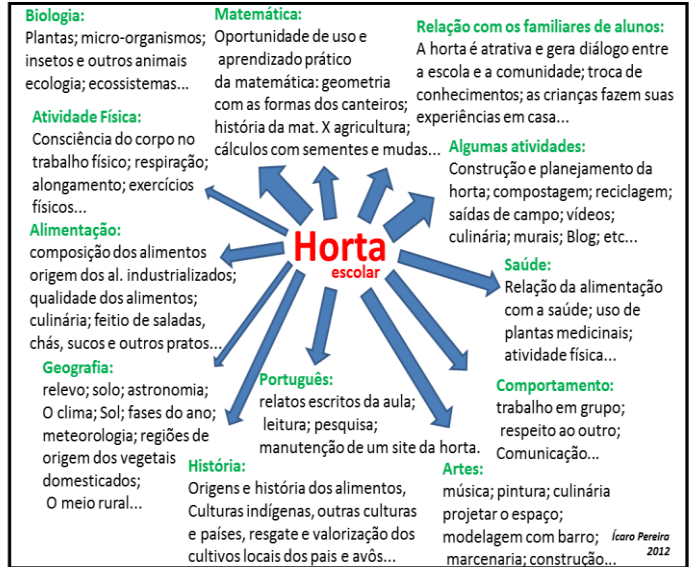 Biologia:
Plantas; micro-organismos;
insetos e outros animais
ecologia; ecossistemas...
Matemática:
Oportunidade de uso e
aprendizado prático
da matemática: geometria
com as formas dos canteiros;
história da mat. X agricultura;
cálculos com sementes e mudas...
Relação com os familiares de alunos:
A horta é atrativa e gera diálogo entre
a escola e a comunidade; troca de
conhecimentos; as crianças fazem suas
experiências em casa...
Atividade Física:
Consciência do corpo no
trabalho físico; respiração;
alongamento; exercícios
físicos...
Algumas atividades:
Construção e planejamento da
horta; compostagem; reciclagem;
saídas de campo; vídeos;
culinária; murais; Blog; etc...
Alimentação:
composição dos alimentos
origem dos al. industrializados;
qualidade dos alimentos;
culinária; feitio de saladas,
chás, sucos e outros pratos...
Horta
escolar
Saúde:
Relação da alimentação
com a saúde; uso de
plantas medicinais;
atividade física...
Geografia:
relevo; solo; astronomia;
O clima; Sol; fases do ano;
meteorologia; regiões de
origem dos vegetais
domesticados;
O meio rural...
Português:
relatos escritos da aula;
leitura; pesquisa;
manutenção de um site da horta.
Comportamento:
trabalho em grupo;
respeito ao outro;
Comunicação...
História:
Origens e história dos alimentos,
Culturas indígenas, outras culturas
e países, resgate e valorização dos
cultivos locais dos pais e avôs...
Artes:
música; pintura; culinária
projetar o espaço;
modelagem com barro;
marcenaria; construção...
Ícaro Pereira
2012